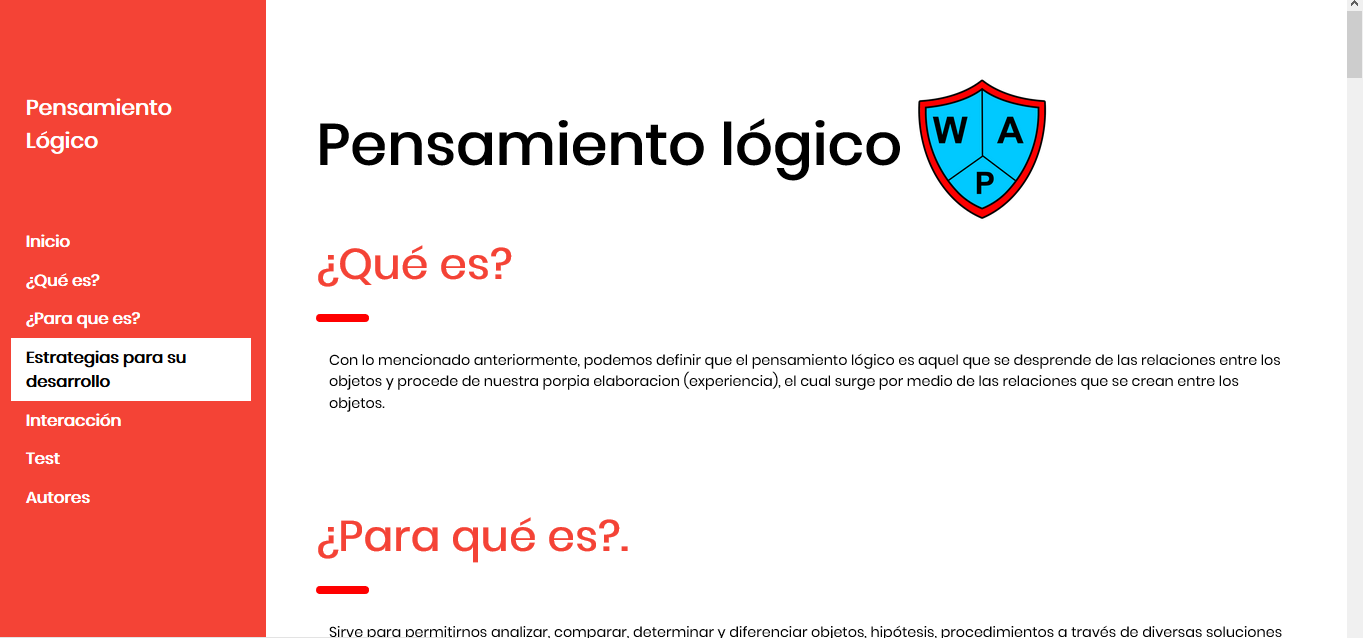 Pensamiento
Lógico
Inicio
¿Qué es?
¿Para que es?
Estrategias para su
desarrollo
Interacción
Test
Autores
Pensamiento lógico
W A
P
¿Qué es?
Con lo mencionado anteriormente, podemos definir que el pensamiento lógico es aquel que se desprende de las relaciones entre los
objetos y procede de nuestra porpia elaboracion (experiencia), el cual surge por medio de las relaciones que se crean entre los
objetos.
¿Para qué es?.
Sirve para permitirnos analizar, comparar, determinar y diferenciar objetos, hipótesis, procedimientos a través de diversas soluciones